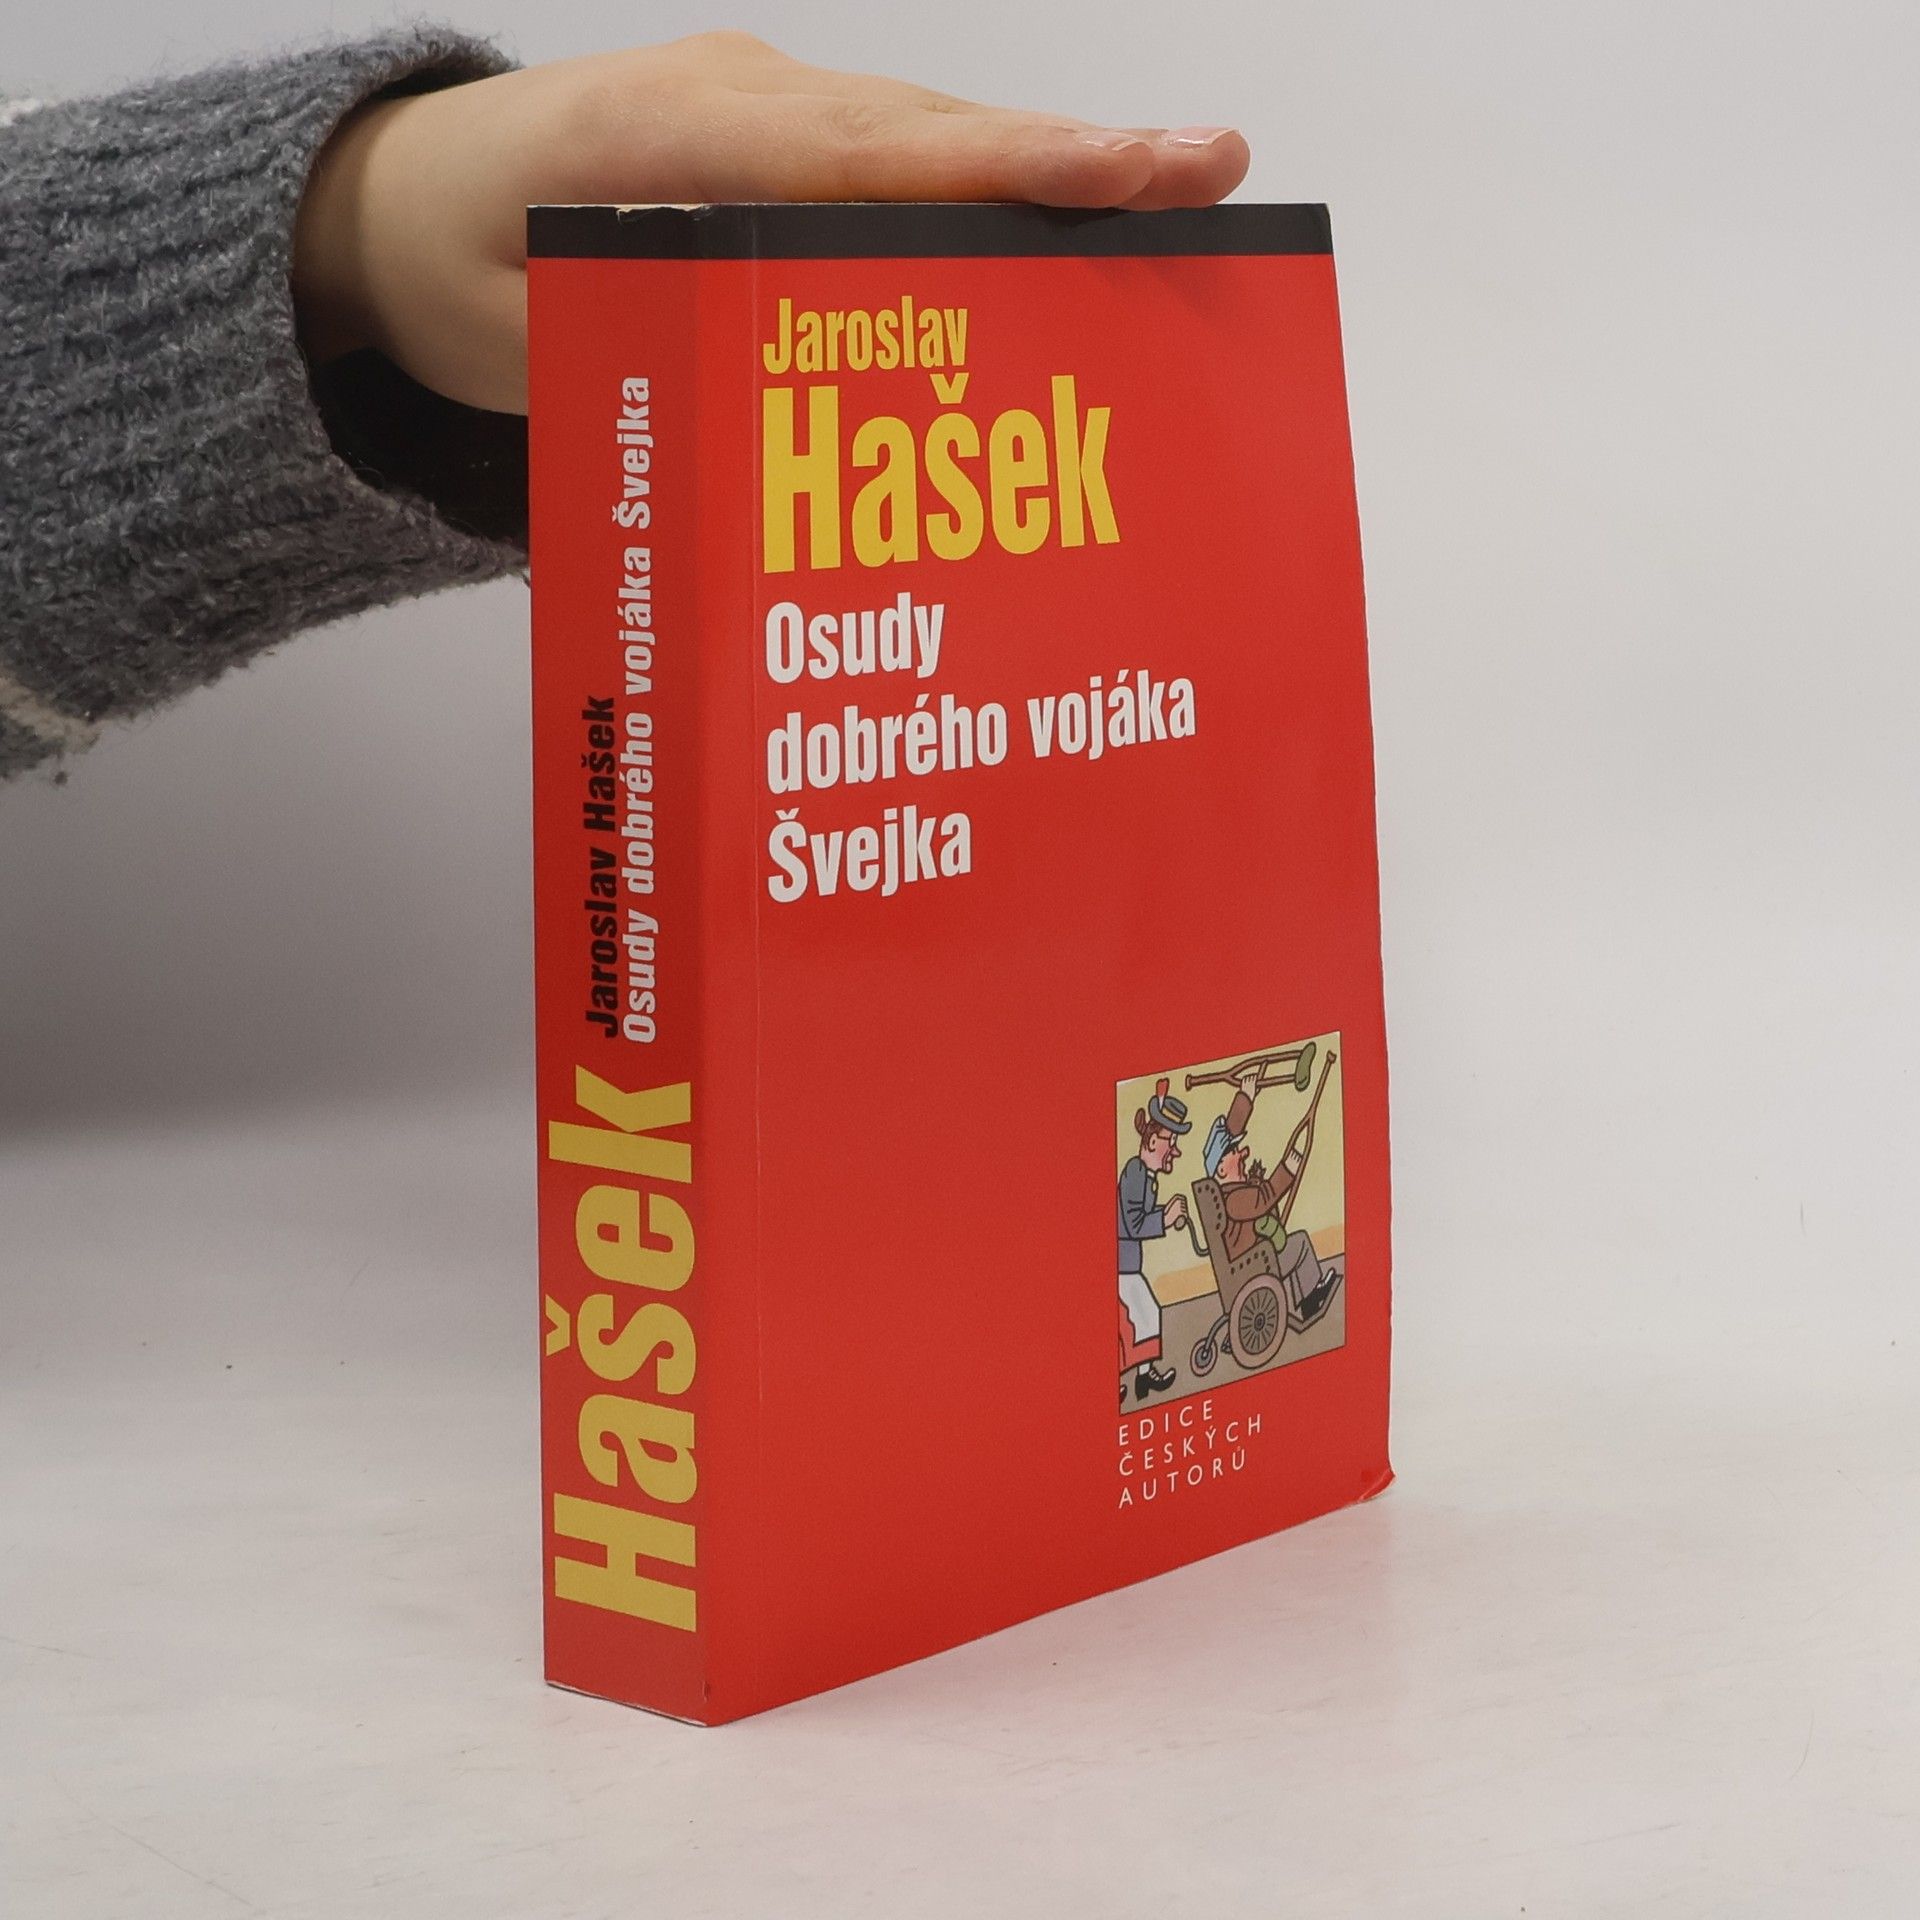 Jaroslav
Hašek
Osudy
dobrého vojáka
Švejka
EDICE
ČESKÝCH
AUTORŮ
Hašek
Jaroslav Hašek
Osudy dobrého vojáka Švejka